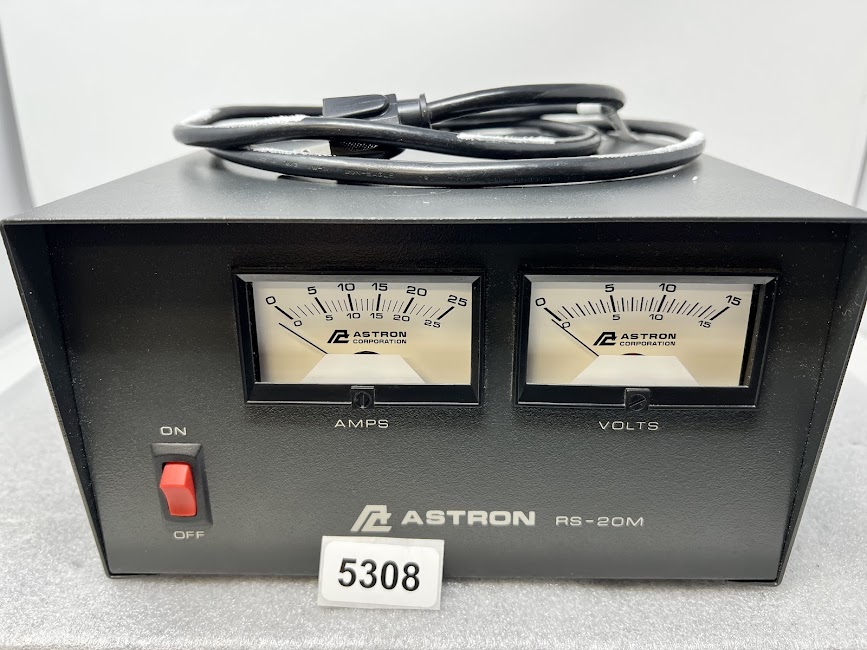 0 5 10 15 20 25
0 5 10 15 20 25
ASTRON
CORPORATION
AMPS
0 5 10 15
0 5 10 15
ASTRON
CORPORATION
VOLTS
ON
OFF
ASTRON RS-20M
5308